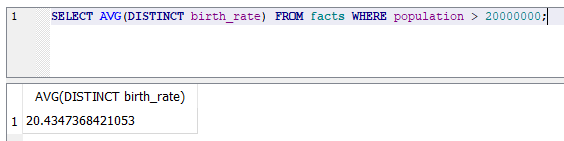 1 SELECT AVG(DISTINCT birth_rate) FROM facts WHERE population > 20000000;
AVG(DISTINCT birth_rate)
1 20.4347368421053